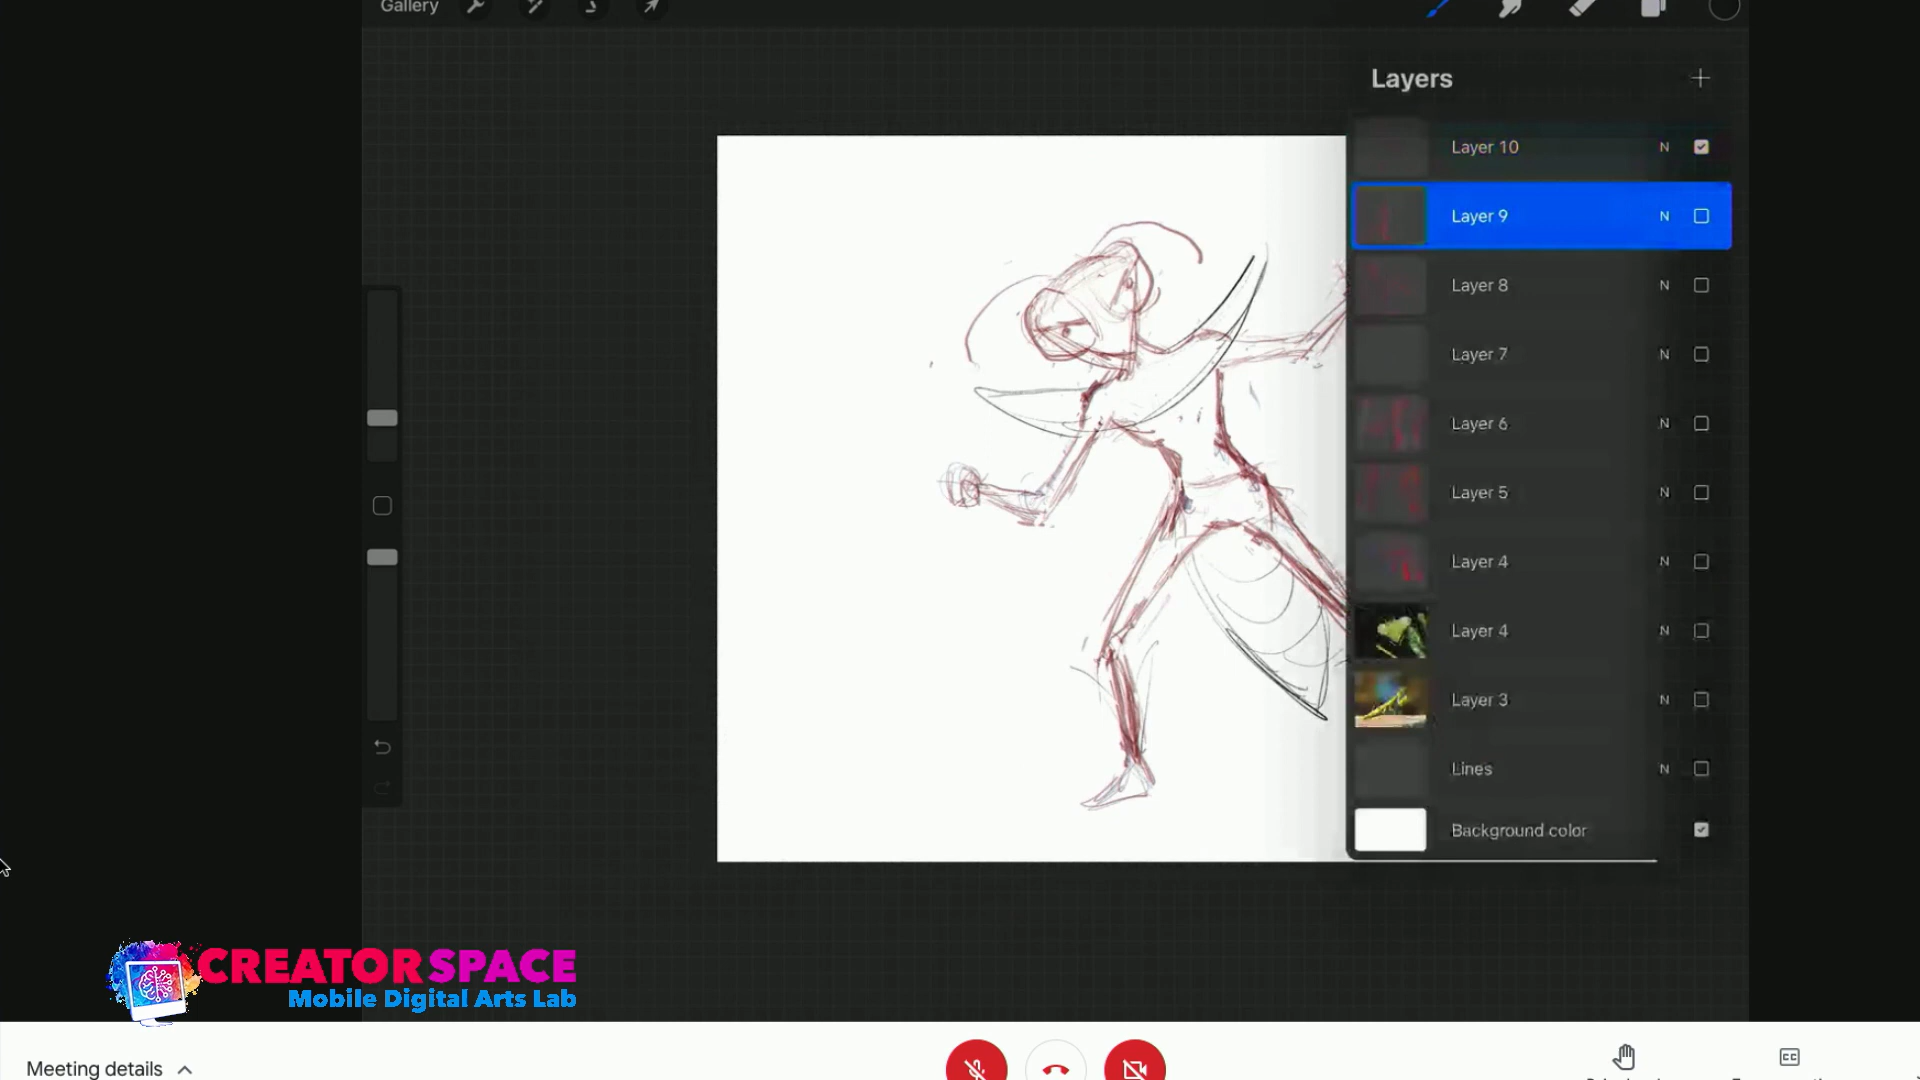 Gallery
Layers
Layer 10 N
Layer 9 N
Layer 8 N
Layer 7 N
Layer 6 N
Layer 5 N
Layer 4 N
Layer 4 N
Layer 3 N
Lines N
Background color
CREATORSPACE
Mobile Digital Arts Lab
Meeting details
CC